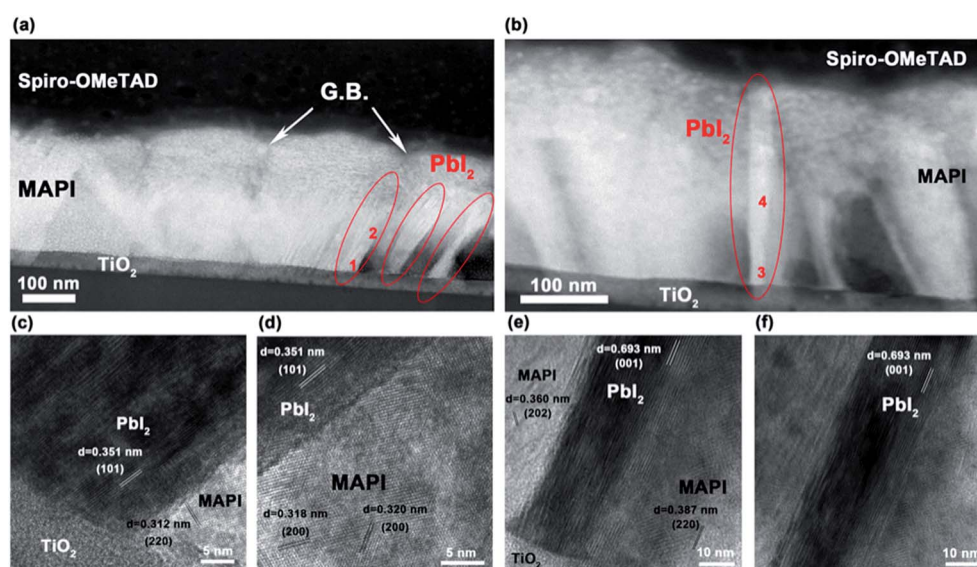 (a)
Spiro-OMeTAD
G.B.
PbI₂
MAPI
2
1
TiO₂
100 nm
(b)
Spiro-OMeTAD
PbI₂
MAPI
4
3
100 nm
TiO₂
(c)
PbI₂
d=0.351 nm
(101)
MAPI
d=0.312 nm
(220)
TiO₂
5 nm
(d)
d=0.351 nm
(101)
PbI₂
MAPI
d=0.318 nm
(200)
d=0.320 nm
(200)
5 nm
(e)
d=0.693 nm
(001)
MAPI
PbI₂
d=0.360 nm
(202)
MAPI
d=0.387 nm
(220)
TiO₂
10 nm
(f)
d=0.693 nm
(001)
PbI₂
10 nm